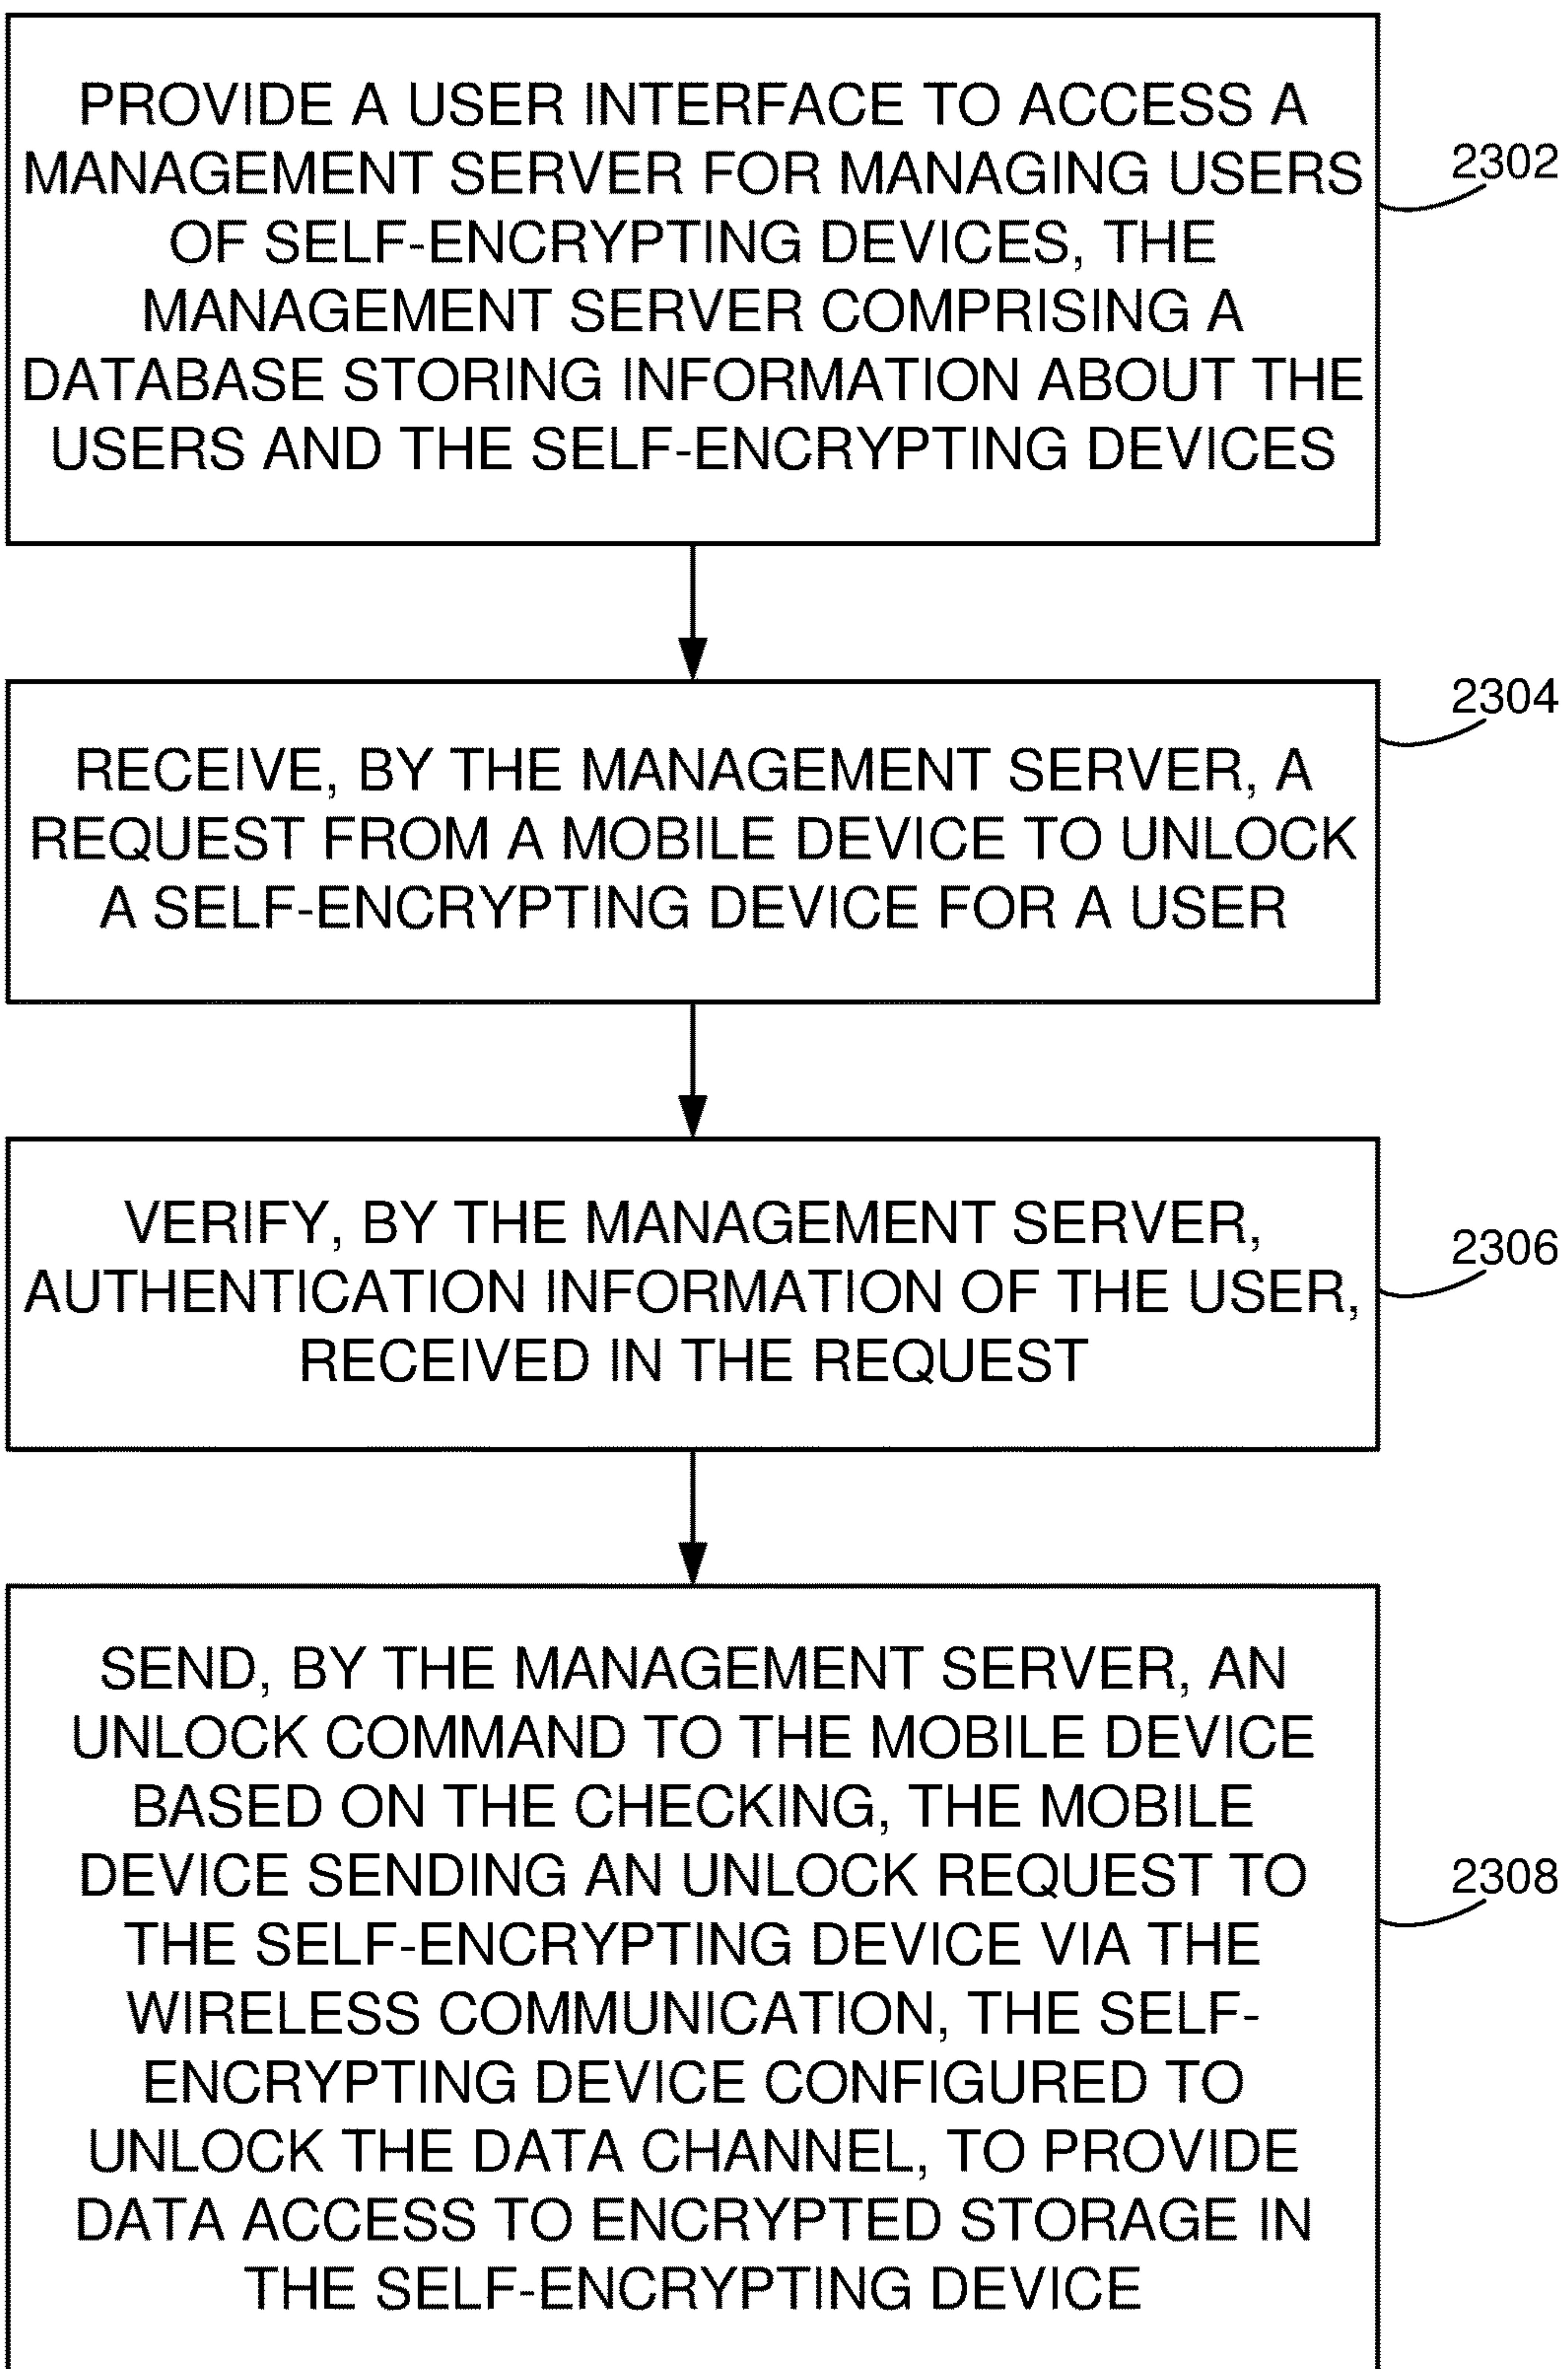 PROVIDE A USER INTERFACE TO ACCESS A
MANAGEMENT SERVER FOR MANAGING USERS
OF SELF-ENCRYPTING DEVICES, THE
MANAGEMENT SERVER COMPRISING A
DATABASE STORING INFORMATION ABOUT THE
USERS AND THE SELF-ENCRYPTING DEVICES
2302
RECEIVE, BY THE MANAGEMENT SERVER, A
REQUEST FROM A MOBILE DEVICE TO UNLOCK
A SELF-ENCRYPTING DEVICE FOR A USER
2304
VERIFY, BY THE MANAGEMENT SERVER,
AUTHENTICATION INFORMATION OF THE USER,
RECEIVED IN THE REQUEST
2306
SEND, BY THE MANAGEMENT SERVER, AN
UNLOCK COMMAND TO THE MOBILE DEVICE
BASED ON THE CHECKING, THE MOBILE
DEVICE SENDING AN UNLOCK REQUEST TO
THE SELF-ENCRYPTING DEVICE VIA THE
WIRELESS COMMUNICATION, THE SELF-
ENCRYPTING DEVICE CONFIGURED TO
UNLOCK THE DATA CHANNEL, TO PROVIDE
DATA ACCESS TO ENCRYPTED STORAGE IN
THE SELF-ENCRYPTING DEVICE
2308